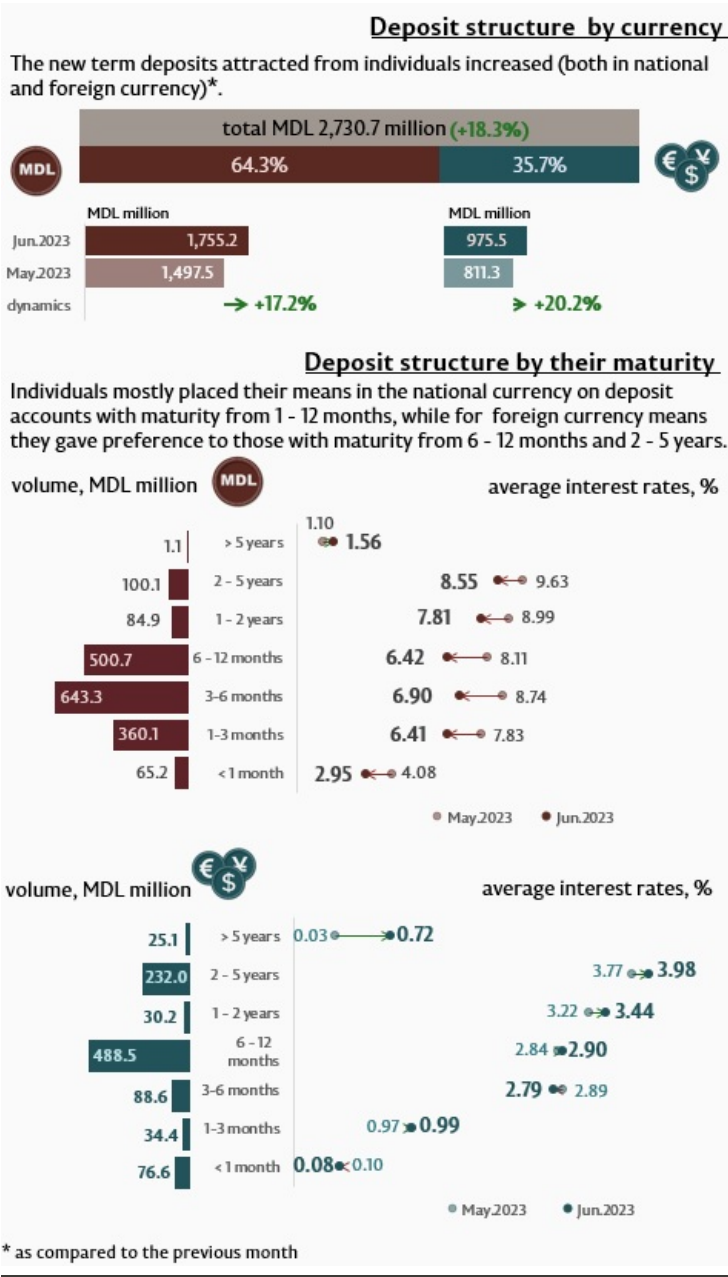 Deposit structure by currency
The new term deposits attracted from individuals increased (both in national
and foreign currency)*.
total MDL 2,730.7 million (+18.3%)
MDL 64.3% 35.7% € ¥ $
MDL million MDL million
Jun.2023 1,755.2 975.5
May.2023 1,497.5 811.3
dynamics +17.2% +20.2%
Deposit structure by their maturity
Individuals mostly placed their means in the national currency on deposit
accounts with maturity from 1 - 12 months, while for foreign currency means
they gave preference to those with maturity from 6 - 12 months and 2 - 5 years.
volume, MDL million MDL average interest rates, %
1.10
1.1 > 5 years 1.56
100.1 2 - 5 years 8.55 9.63
84.9 1 - 2 years 7.81 8.99
500.7 6 - 12 months 6.42 8.11
643.3 3-6 months 6.90 8.74
360.1 1-3 months 6.41 7.83
65.2 < 1 month 2.95 4.08
May.2023 Jun.2023
€ ¥ $
volume, MDL million average interest rates, %
25.1 > 5 years 0.03 0.72
232.0 2 - 5 years 3.77 3.98
30.2 1 - 2 years 3.22 3.44
488.5 6 - 12
months 2.84 2.90
88.6 3-6 months 2.79 2.89
34.4 1-3 months 0.97 0.99
76.6 < 1 month 0.08 0.10
May.2023 Jun.2023
* as compared to the previous month